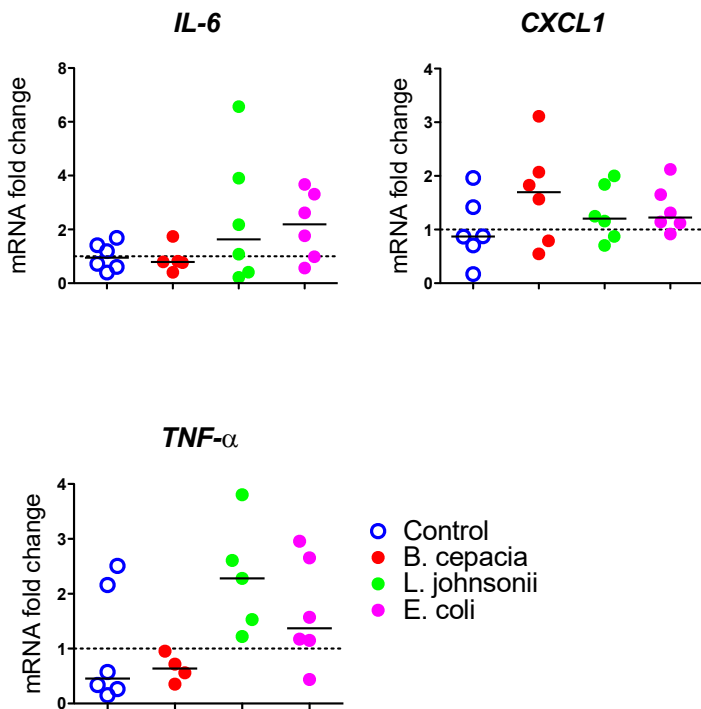 IL-6
mRNA fold change
8
6
4
2
0
CXCL1
mRNA fold change
4
3
2
1
0
TNF-α
mRNA fold change
4
3
2
1
0
Control
B. cepacia
L. johnsonii
E. coli